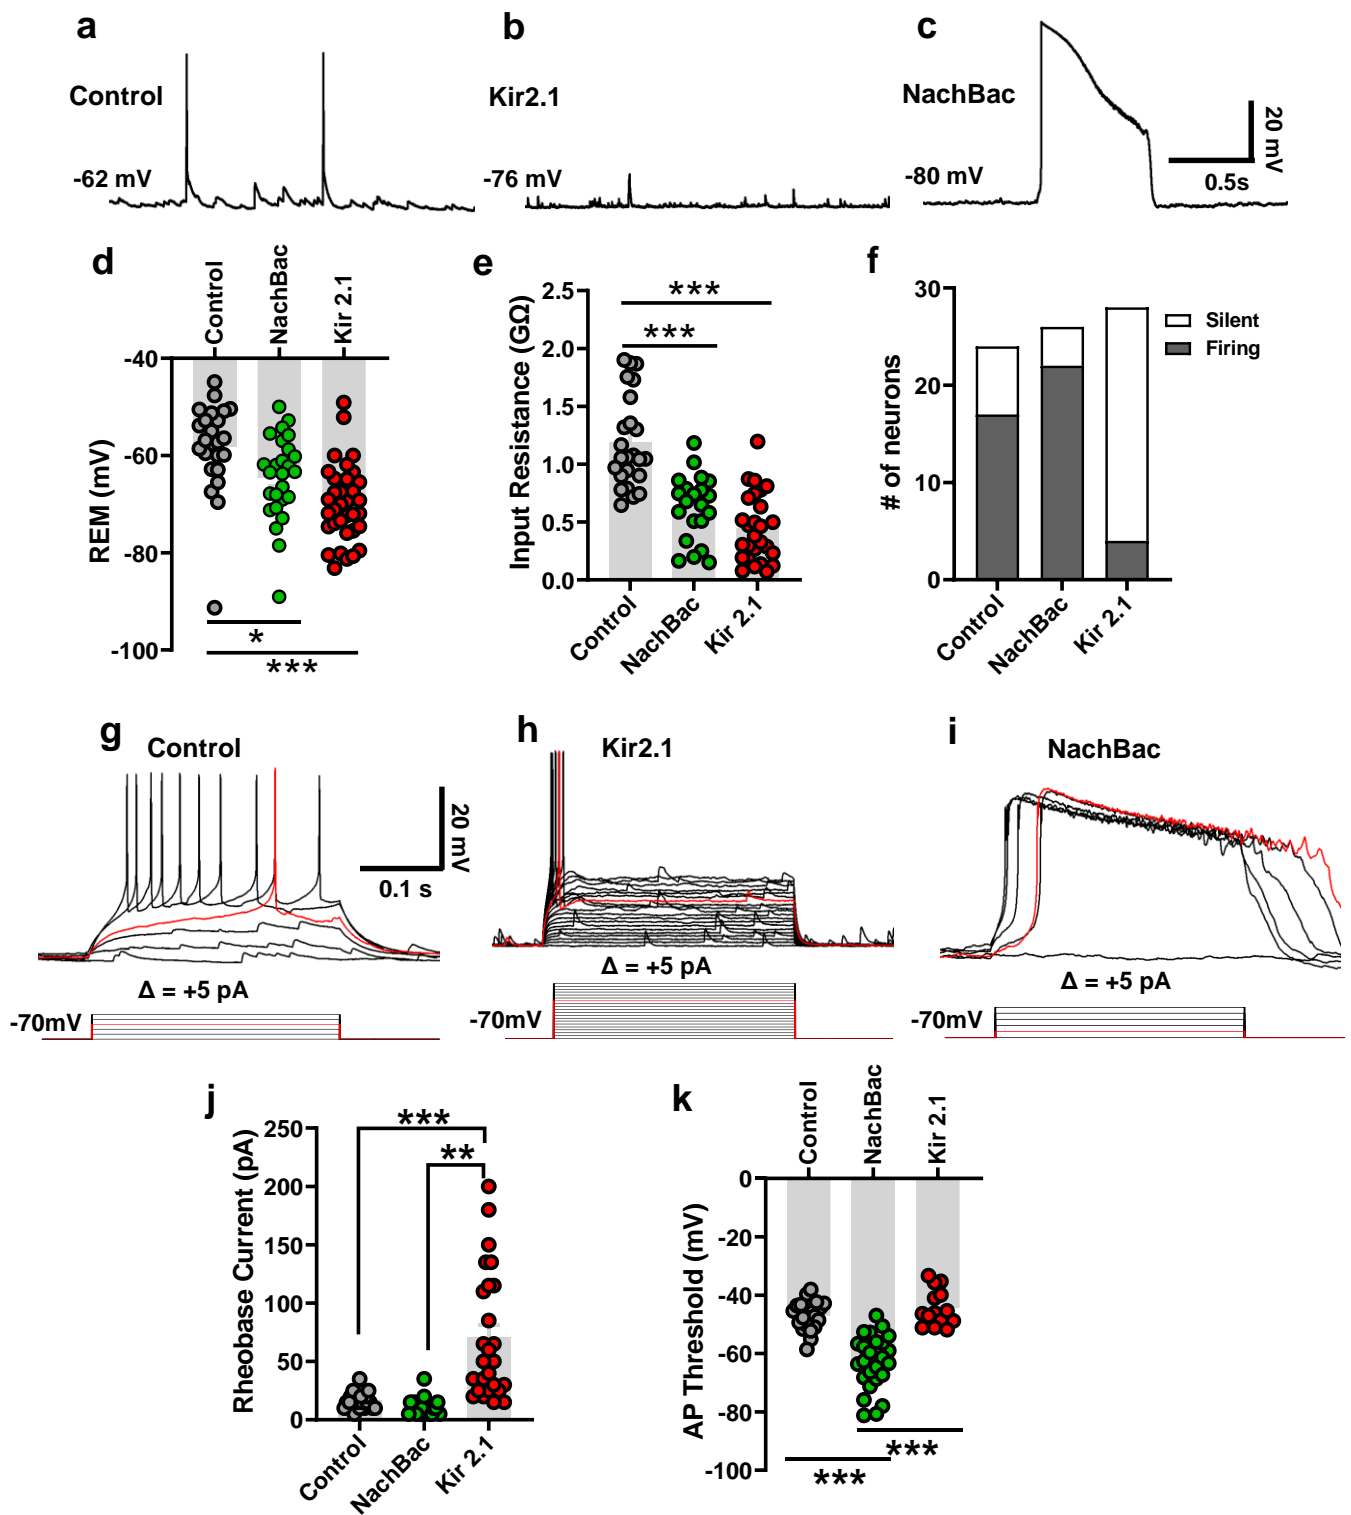 a
b
c
Control
Kir2.1
NachBac
-62 mV
-76 mV
-80 mV
20 mV
0.5s
d
Control
NachBac
Kir 2.1
-40
-60
-80
-100
REM (mV)
*
***
e
2.5
2.0
1.5
1.0
0.5
0.0
Input Resistance (GΩ)
***
***
Control
NachBac
Kir 2.1
f
30
20
10
0
# of neurons
Silent
Firing
Control
NachBac
Kir 2.1
g
Control
20 mV
0.1 s
Δ = +5 pA
-70mV
h
Kir2.1
Δ = +5 pA
-70mV
i
NachBac
Δ = +5 pA
-70mV
j
250
200
150
100
50
0
Rheobase Current (pA)
***
**
Control
NachBac
Kir 2.1
k
Control
NachBac
Kir 2.1
0
-20
-40
-60
-80
-100
AP Threshold (mV)
***
***